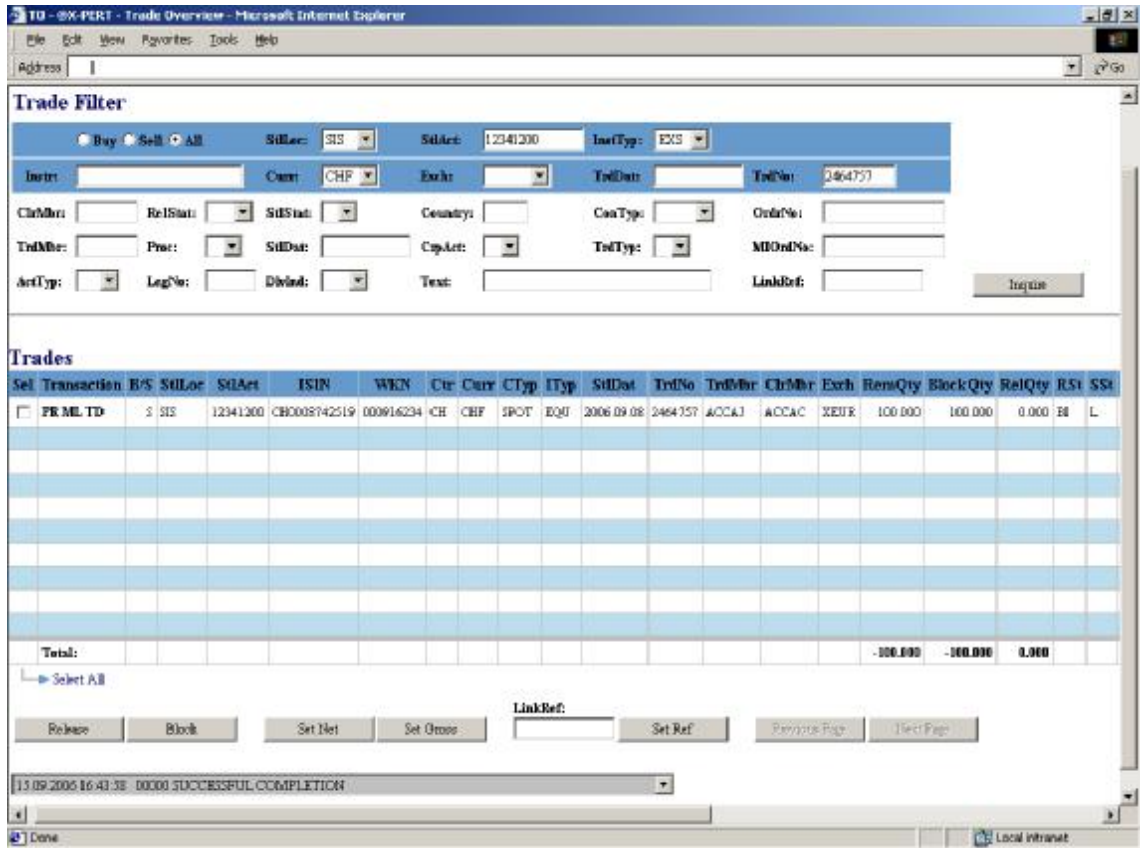 TO - @X-PERT - Trade Overview - Microsoft Internet Explorer
File Edit View Favorites Tools Help
Address Go
Trade Filter
Buy Sell All StlLoc: SIS StlAct: 12341200 InstTyp: EXS
Instr: Curr: CHF Exch: TrdDat: TrdNo: 2464757
ClrMbr: RelStat: StlStat: Country: ConTyp: OrdrNo:
TrdMbr: Proc: StlDat: CrpAct: TrdTyp: MIOrdNo:
ActTyp: LegNo: DlvInd: Text: LinkRef: Inquire
Trades
Sel Transaction B/S StlLoc StlAct ISIN WKN Ctr Curr CTyp ITyp StlDat TrdNo TrdMbr ClrMbr Exch RemQty BlockQty RelQty RSt SSt
PR ML TD S SIS 12341200 CH0008742519 000916234 CH CHF SPOT EQU 2006.09.08 2464757 ACCAJ ACCAC XEUR 100.000 100.000 0.000 Bl L
Total: -100.000 -100.000 0.000
Select All
LinkRef:
Release Block Set Net Set Gross Set Ref Previous Page Next Page
15.09.2006 16:43:58 00000 SUCCESSFUL COMPLETION
Done Local intranet